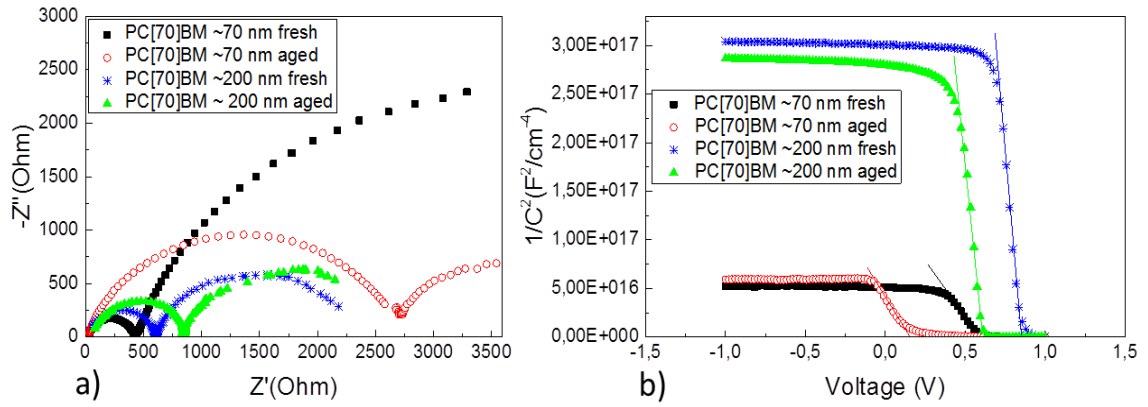 3000
2500
2000
1500
1000
500
0
-Z''(Ohm)
PC[70]BM ~70 nm fresh
PC[70]BM ~70 nm aged
PC[70]BM ~200 nm fresh
PC[70]BM ~ 200 nm aged
0 500 1000 1500 2000 2500 3000 3500
Z'(Ohm)
a)
3,00E+017
2,50E+017
2,00E+017
1,50E+017
1,00E+017
5,00E+016
0,00E+000
1/C²(F²/cm⁻⁴)
PC[70]BM ~70 nm fresh
PC[70]BM ~70 nm aged
PC[70]BM ~200 nm fresh
PC[70]BM ~200 nm aged
-1,5 -1,0 -0,5 0,0 0,5 1,0 1,5
Voltage (V)
b)